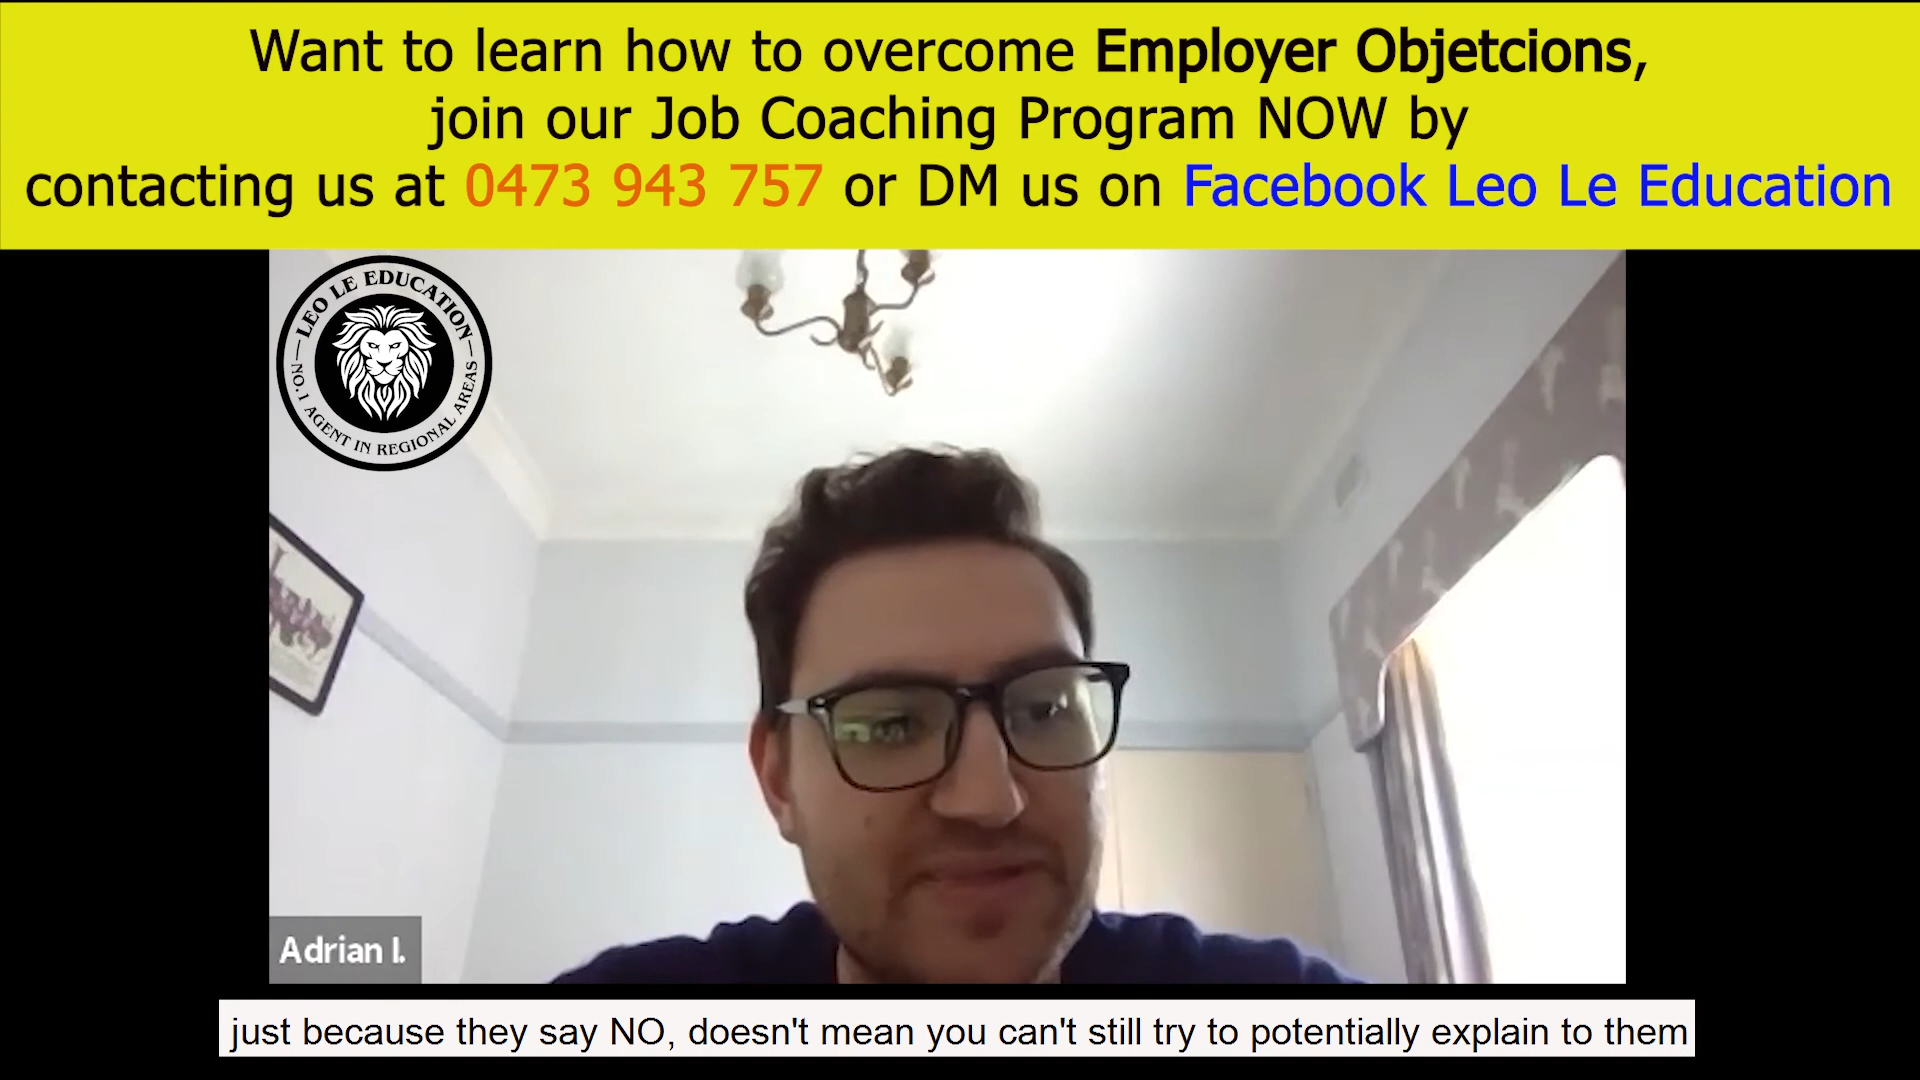 Want to learn how to overcome Employer Objetcions,
join our Job Coaching Program NOW by
contacting us at 0473 943 757 or DM us on Facebook Leo Le Education
LEO LE EDUCATION
NO.1 AGENT IN REGIONAL AREAS
Adrian I.
just because they say NO, doesn't mean you can't still try to potentially explain to them